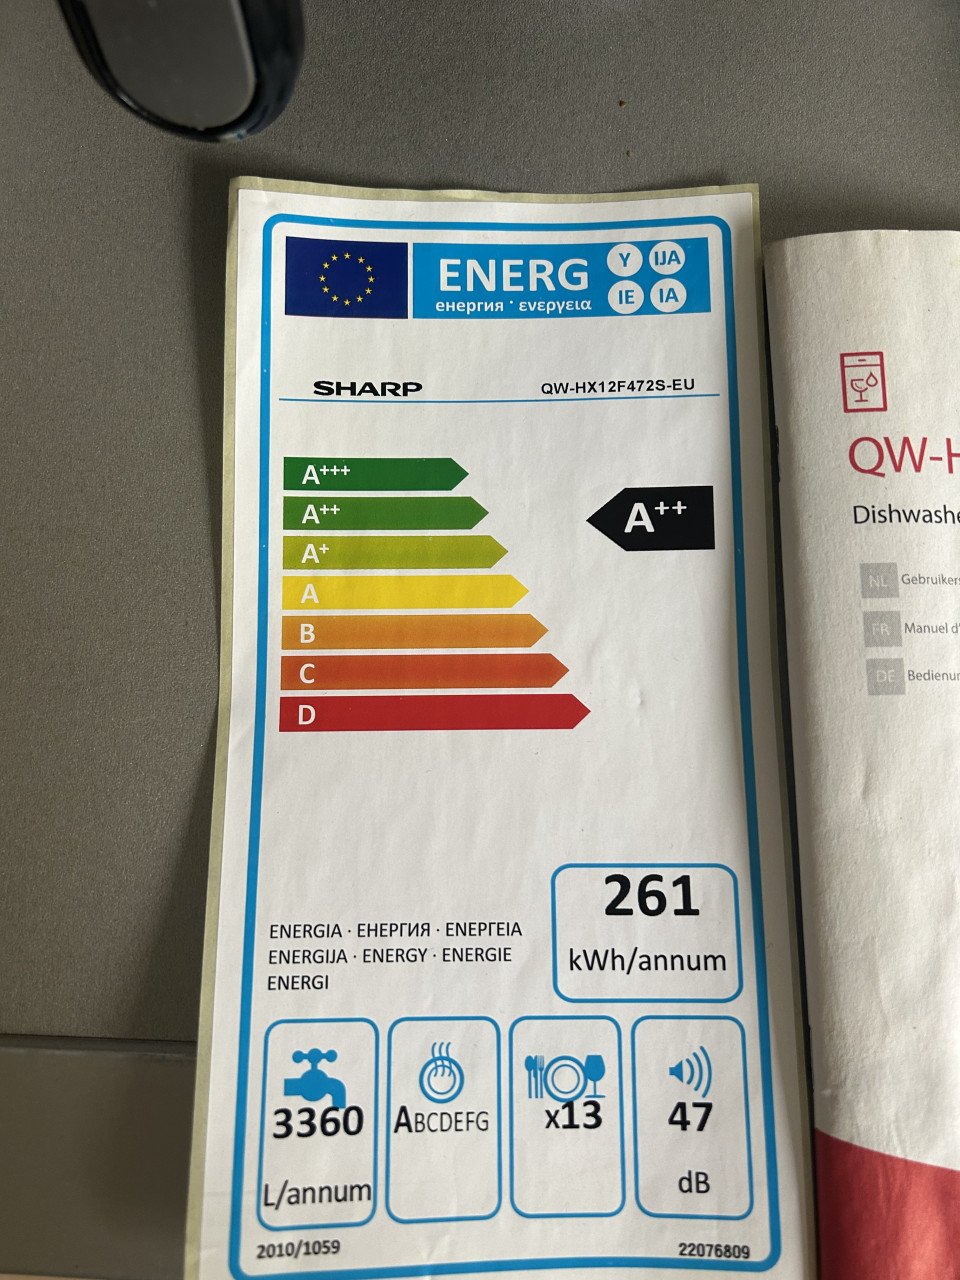 ENERG
Y IJA
IE IA
енергия · ενεργεια
SHARP QW-HX12F472S-EU
A+++
A++
A++
A+
A
B
C
D
ENERGIA · ЕНЕРГИЯ · ΕΝΕΡΓΕΙΑ
ENERGIJA · ENERGY · ENERGIE
ENERGI
261
kWh/annum
3360
L/annum
ABCDEFG
x13
47
dB
2010/1059
22076809
QW-H
Dishwashe
NL Gebruikers
FR Manuel d'
DE Bedienun